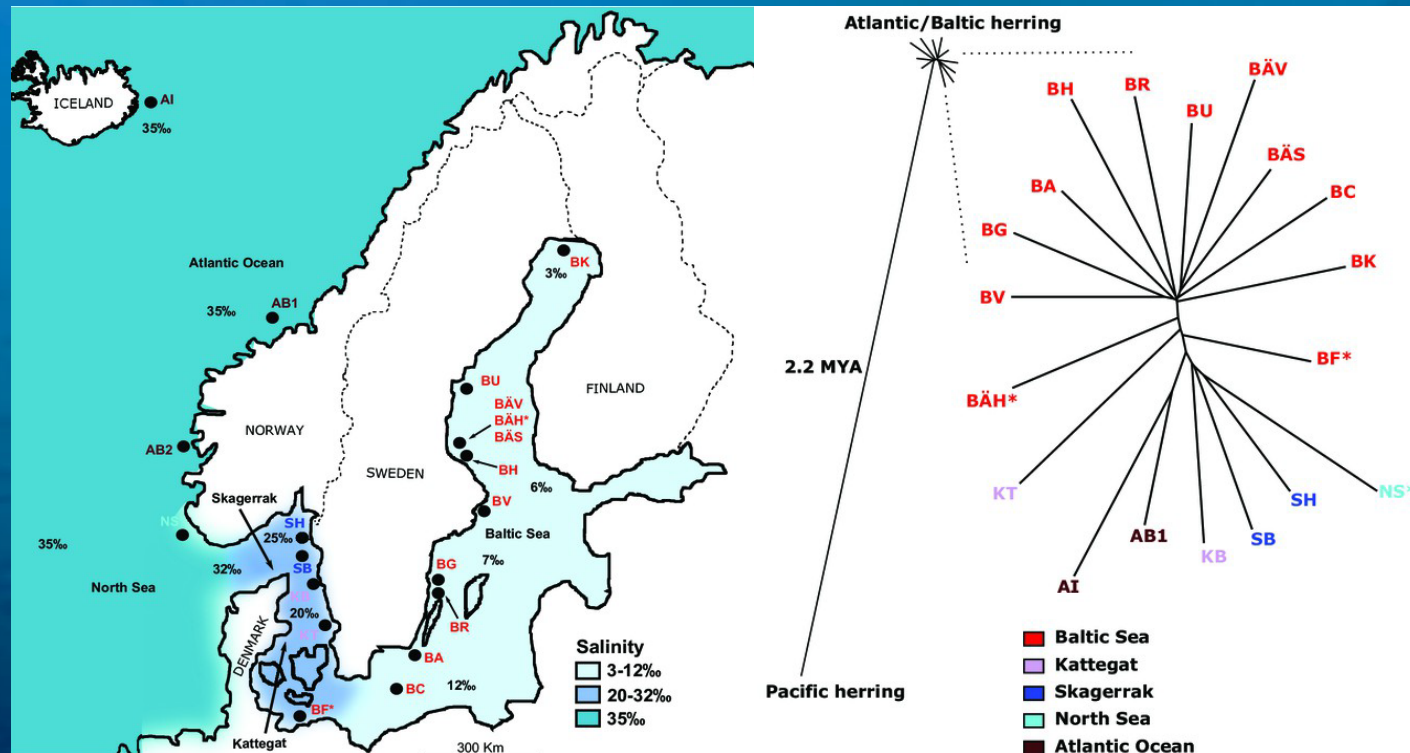 ICELAND
AI
35‰
Atlantic Ocean
35‰
AB1
AB2
NORWAY
Skagerrak
NS*
35‰
North Sea
32‰
SH
25‰
SB
KB
20‰
KT
DENMARK
Kattegat
BF*
SWEDEN
FINLAND
BK
3‰
BU
BÄV
BÄH*
BÄS
BH
6‰
BV
Baltic Sea
7‰
BG
BR
BA
BC
12‰
300 Km
Salinity
3-12‰
20-32‰
35‰
Atlantic/Baltic herring
2.2 MYA
Pacific herring
BH
BR
BU
BÄV
BÄS
BA
BC
BG
BK
BV
BF*
BÄH*
KT
SH
NS*
AB1
SB
KB
AI
Baltic Sea
Kattegat
Skagerrak
North Sea
Atlantic Ocean